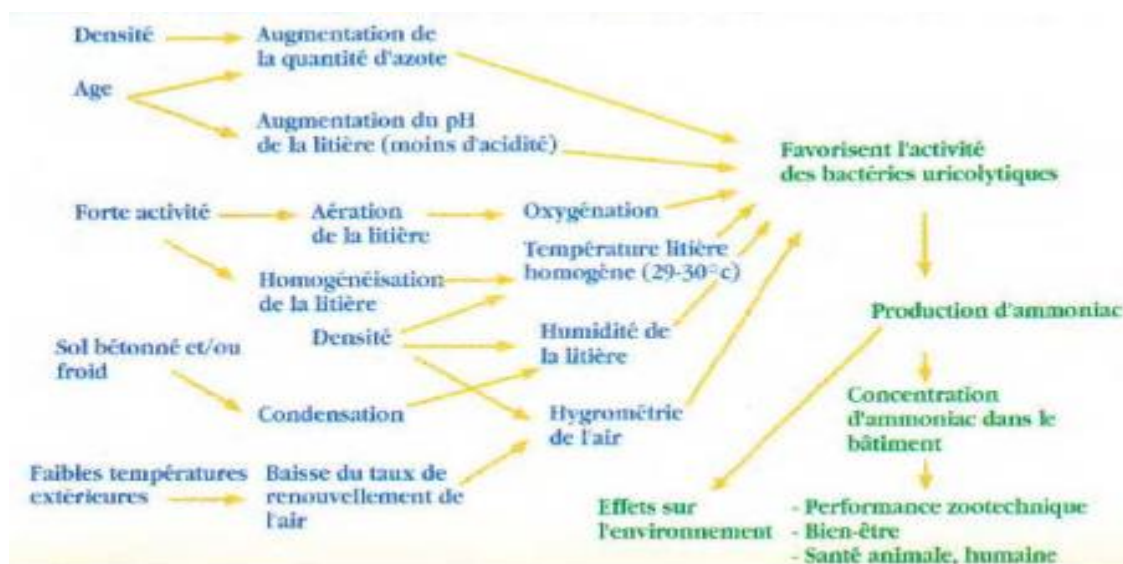 Densité
Augmentation de
la quantité d'azote
Age
Augmentation du pH
de la litière (moins d'acidité)
Favorisent l'activité
des bactéries uricolytiques
Forte activité
Aération
de la litière
Oxygénation
Température litière
homogène (29-30°c)
Homogénéisation
de la litière
Densité
Humidité de
la litière
Production d'ammoniac
Sol bétonné et/ou
froid
Condensation
Hygrométrie
de l'air
Concentration
d'ammoniac dans le
bâtiment
Faibles températures
extérieures
Baisse du taux de
renouvellement de
l'air
Effets sur
l'environnement
- Performance zootechnique
- Bien-être
- Santé animale, humaine